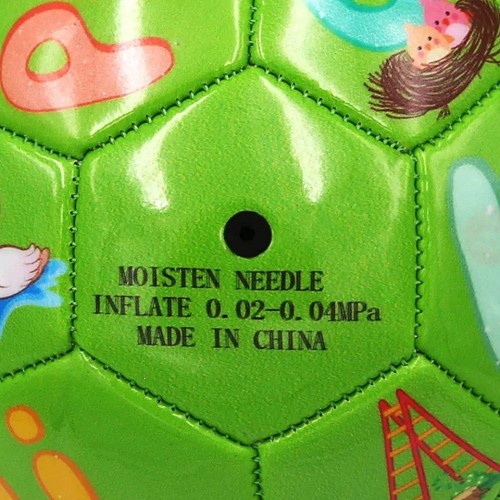 P
MOISTEN NEEDLE
INFLATE 0.02-0.04MPa
MADE IN CHINA
i